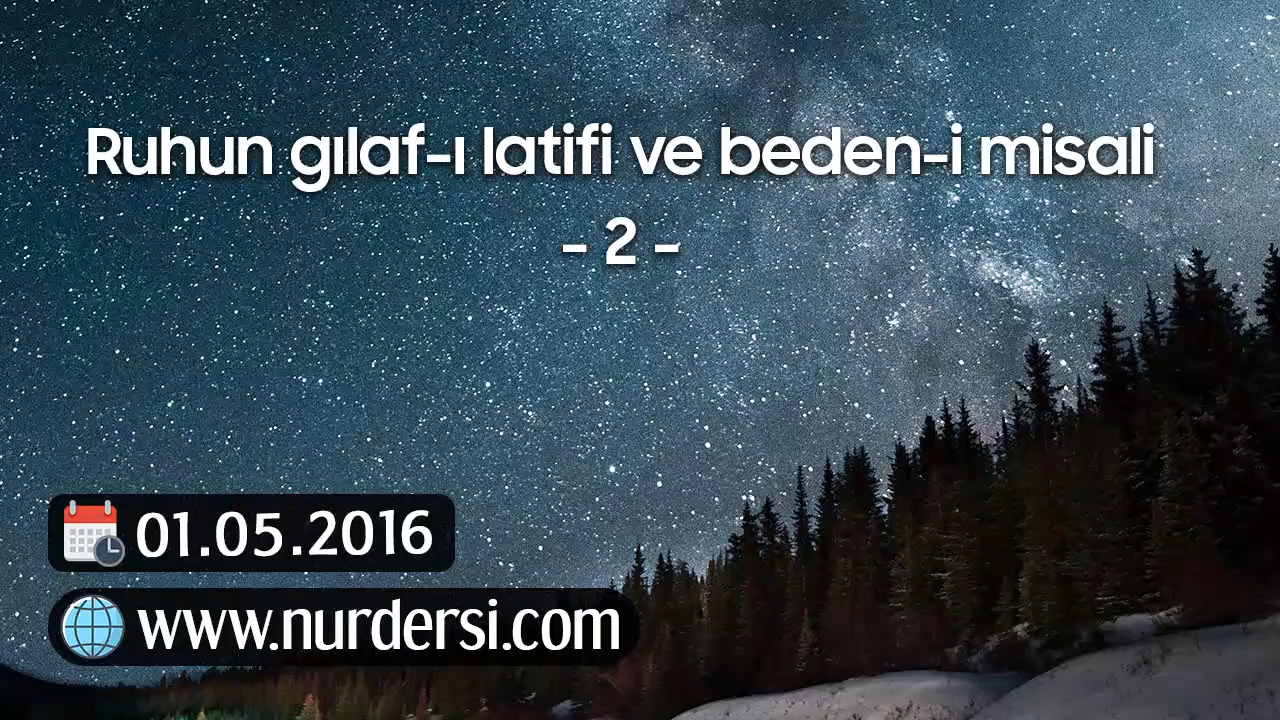 Ruhun gılaf-ı latifi ve beden-i misali
- 2 -
01.05.2016
www.nurdersi.com